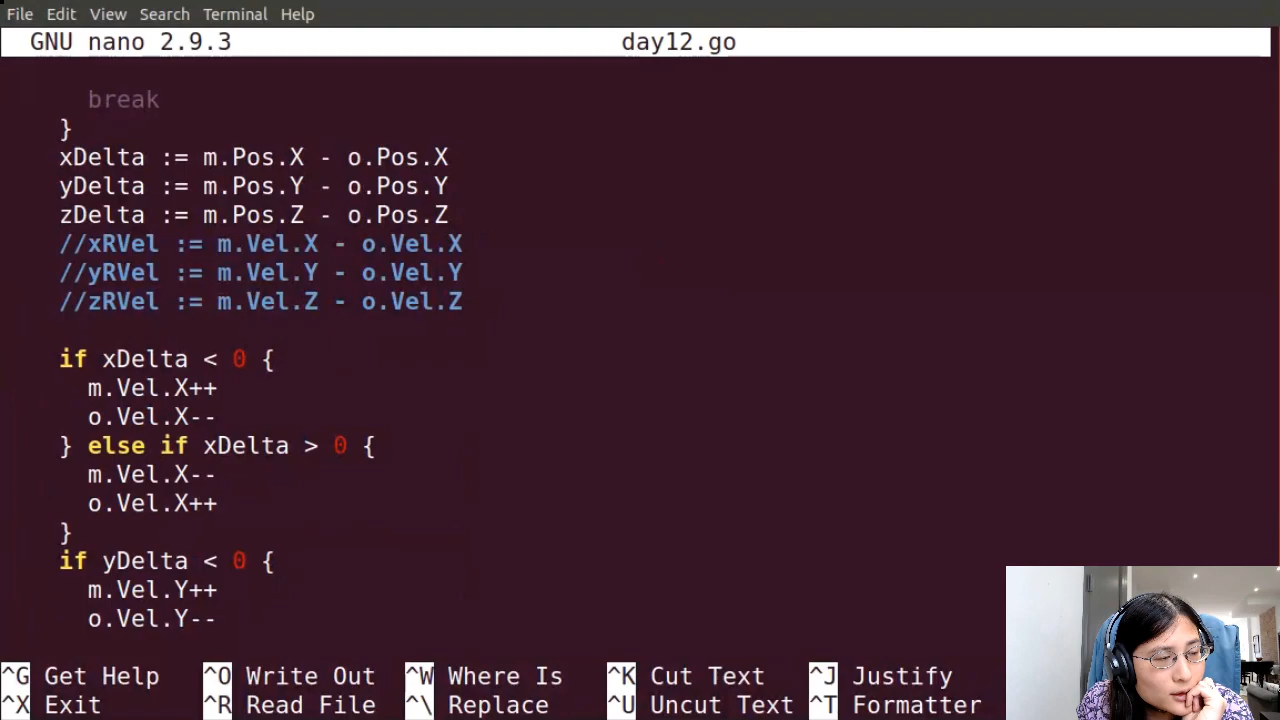 File Edit View Search Terminal Help
GNU nano 2.9.3 day12.go
break
}
xDelta := m.Pos.X - o.Pos.X
yDelta := m.Pos.Y - o.Pos.Y
zDelta := m.Pos.Z - o.Pos.Z
//xRVel := m.Vel.X - o.Vel.X
//yRVel := m.Vel.Y - o.Vel.Y
//zRVel := m.Vel.Z - o.Vel.Z
if xDelta < 0 {
m.Vel.X++
o.Vel.X--
} else if xDelta > 0 {
m.Vel.X--
o.Vel.X++
}
if yDelta < 0 {
m.Vel.Y++
o.Vel.Y--
^G Get Help ^O Write Out ^W Where Is ^K Cut Text ^J Justify
^X Exit ^R Read File ^\ Replace ^U Uncut Text ^T Formatter